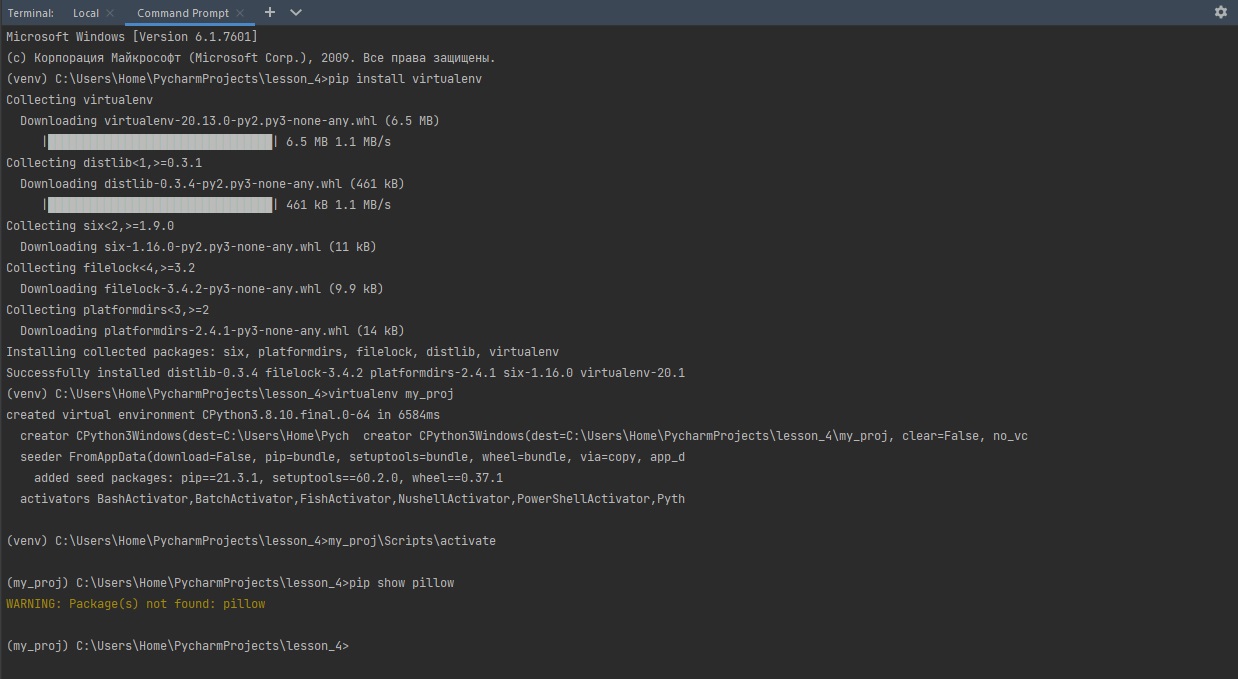 Terminal: Local × Command Prompt × +
Microsoft Windows [Version 6.1.7601]
(c) Корпорация Майкрософт (Microsoft Corp.), 2009. Все права защищены.
(venv) C:\Users\Home\PycharmProjects\lesson_4>pip install virtualenv
Collecting virtualenv
  Downloading virtualenv-20.13.0-py2.py3-none-any.whl (6.5 MB)
     |████████████████████████████████| 6.5 MB 1.1 MB/s
Collecting distlib<1,>=0.3.1
  Downloading distlib-0.3.4-py2.py3-none-any.whl (461 kB)
     |████████████████████████████████| 461 kB 1.1 MB/s
Collecting six<2,>=1.9.0
  Downloading six-1.16.0-py2.py3-none-any.whl (11 kB)
Collecting filelock<4,>=3.2
  Downloading filelock-3.4.2-py3-none-any.whl (9.9 kB)
Collecting platformdirs<3,>=2
  Downloading platformdirs-2.4.1-py3-none-any.whl (14 kB)
Installing collected packages: six, platformdirs, filelock, distlib, virtualenv
Successfully installed distlib-0.3.4 filelock-3.4.2 platformdirs-2.4.1 six-1.16.0 virtualenv-20.1
(venv) C:\Users\Home\PycharmProjects\lesson_4>virtualenv my_proj
created virtual environment CPython3.8.10.final.0-64 in 6584ms
  creator CPython3Windows(dest=C:\Users\Home\Pych  creator CPython3Windows(dest=C:\Users\Home\PycharmProjects\lesson_4\my_proj, clear=False, no_vc
  seeder FromAppData(download=False, pip=bundle, setuptools=bundle, wheel=bundle, via=copy, app_d
    added seed packages: pip==21.3.1, setuptools==60.2.0, wheel==0.37.1
  activators BashActivator,BatchActivator,FishActivator,NushellActivator,PowerShellActivator,Pyth
(venv) C:\Users\Home\PycharmProjects\lesson_4>my_proj\Scripts\activate
(my_proj) C:\Users\Home\PycharmProjects\lesson_4>pip show pillow
WARNING: Package(s) not found: pillow
(my_proj) C:\Users\Home\PycharmProjects\lesson_4>